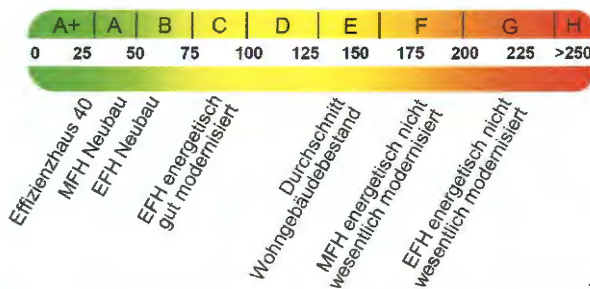 A+ A B C D E F G H
0 25 50 75 100 125 150 175 200 225 >250
Effizienzhaus 40
MFH Neubau
EFH Neubau
EFH energetisch
gut modernisiert
Durchschnitt
Wohngebäudebestand
MFH energetisch nicht
wesentlich modernisiert
EFH energetisch nicht
wesentlich modernisiert